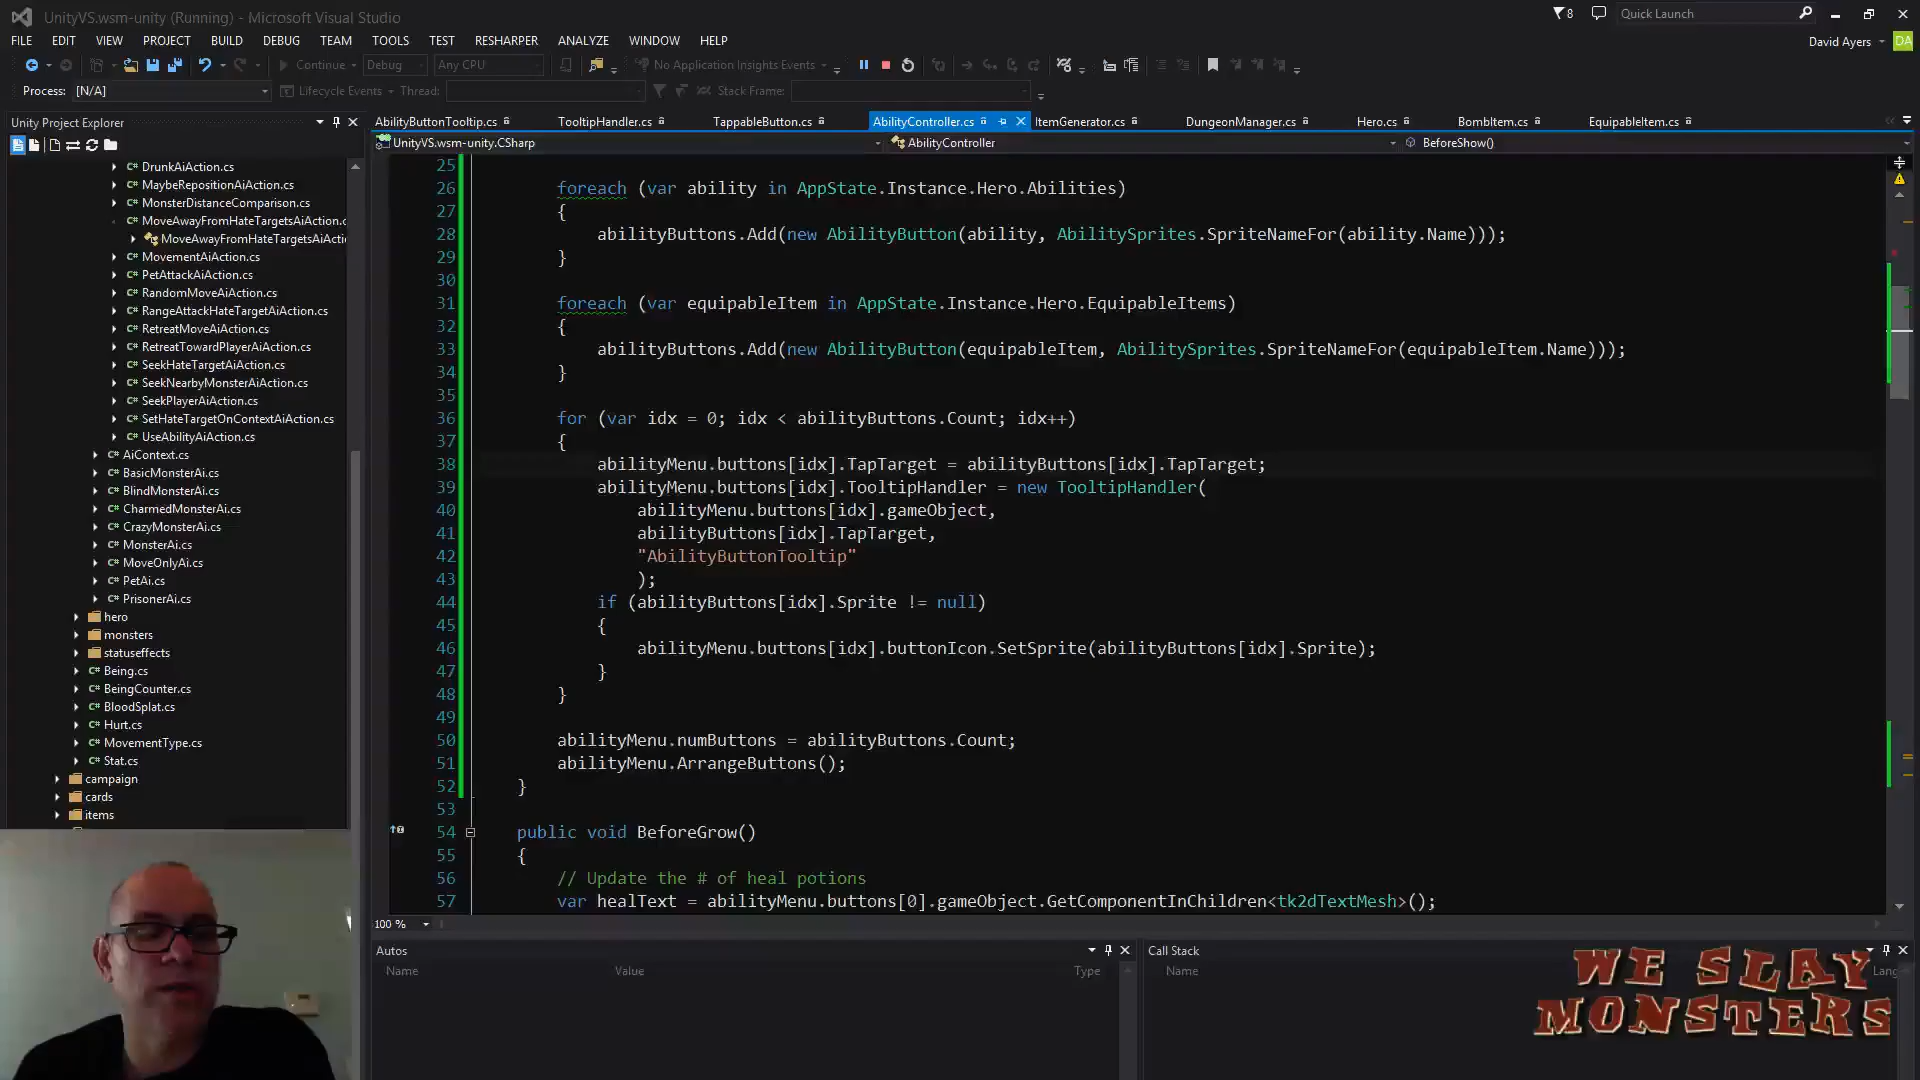 UnityVS.wsm-unity (Running) - Microsoft Visual Studio
8
Quick Launch
FILE EDIT VIEW PROJECT BUILD DEBUG TEAM TOOLS TEST RESHARPER ANALYZE WINDOW HELP
David Ayers
DA
Continue
Debug
Any CPU
No Application Insights Events
Process: [N/A]
Lifecycle Events
Thread:
Stack Frame:
Unity Project Explorer
AbilityButtonTooltip.cs
TooltipHandler.cs
TappableButton.cs
AbilityController.cs
ItemGenerator.cs
DungeonManager.cs
Hero.cs
BombItem.cs
EquipableItem.cs
UnityVS.wsm-unity.CSharp
AbilityController
BeforeShow()
DrunkAiAction.cs
MaybeRepositionAiAction.cs
MonsterDistanceComparison.cs
MoveAwayFromHateTargetsAiAction.c
MoveAwayFromHateTargetsAiActi
MovementAiAction.cs
PetAttackAiAction.cs
RandomMoveAiAction.cs
RangeAttackHateTargetAiAction.cs
RetreatMoveAiAction.cs
RetreatTowardPlayerAiAction.cs
SeekHateTargetAiAction.cs
SeekNearbyMonsterAiAction.cs
SeekPlayerAiAction.cs
SetHateTargetOnContextAiAction.cs
UseAbilityAiAction.cs
AiContext.cs
BasicMonsterAi.cs
BlindMonsterAi.cs
CharmedMonsterAi.cs
CrazyMonsterAi.cs
MonsterAi.cs
MoveOnlyAi.cs
PetAi.cs
PrisonerAi.cs
hero
monsters
statuseffects
Being.cs
BeingCounter.cs
BloodSplat.cs
Hurt.cs
MovementType.cs
Stat.cs
campaign
cards
items
25
26 foreach (var ability in AppState.Instance.Hero.Abilities)
27 {
28 abilityButtons.Add(new AbilityButton(ability, AbilitySprites.SpriteNameFor(ability.Name)));
29 }
30
31 foreach (var equipableItem in AppState.Instance.Hero.EquipableItems)
32 {
33 abilityButtons.Add(new AbilityButton(equipableItem, AbilitySprites.SpriteNameFor(equipableItem.Name)));
34 }
35
36 for (var idx = 0; idx < abilityButtons.Count; idx++)
37 {
38 abilityMenu.buttons[idx].TapTarget = abilityButtons[idx].TapTarget;
39 abilityMenu.buttons[idx].TooltipHandler = new TooltipHandler(
40 abilityMenu.buttons[idx].gameObject,
41 abilityButtons[idx].TapTarget,
42 "AbilityButtonTooltip"
43 );
44 if (abilityButtons[idx].Sprite != null)
45 {
46 abilityMenu.buttons[idx].buttonIcon.SetSprite(abilityButtons[idx].Sprite);
47 }
48 }
49
50 abilityMenu.numButtons = abilityButtons.Count;
51 abilityMenu.ArrangeButtons();
52 }
53
54 public void BeforeGrow()
55 {
56 // Update the # of heal potions
57 var healText = abilityMenu.buttons[0].gameObject.GetComponentInChildren<tk2dTextMesh>();
100 %
Autos
Name Value Type
Call Stack
Name Lang
WE SLAY
MONSTERS